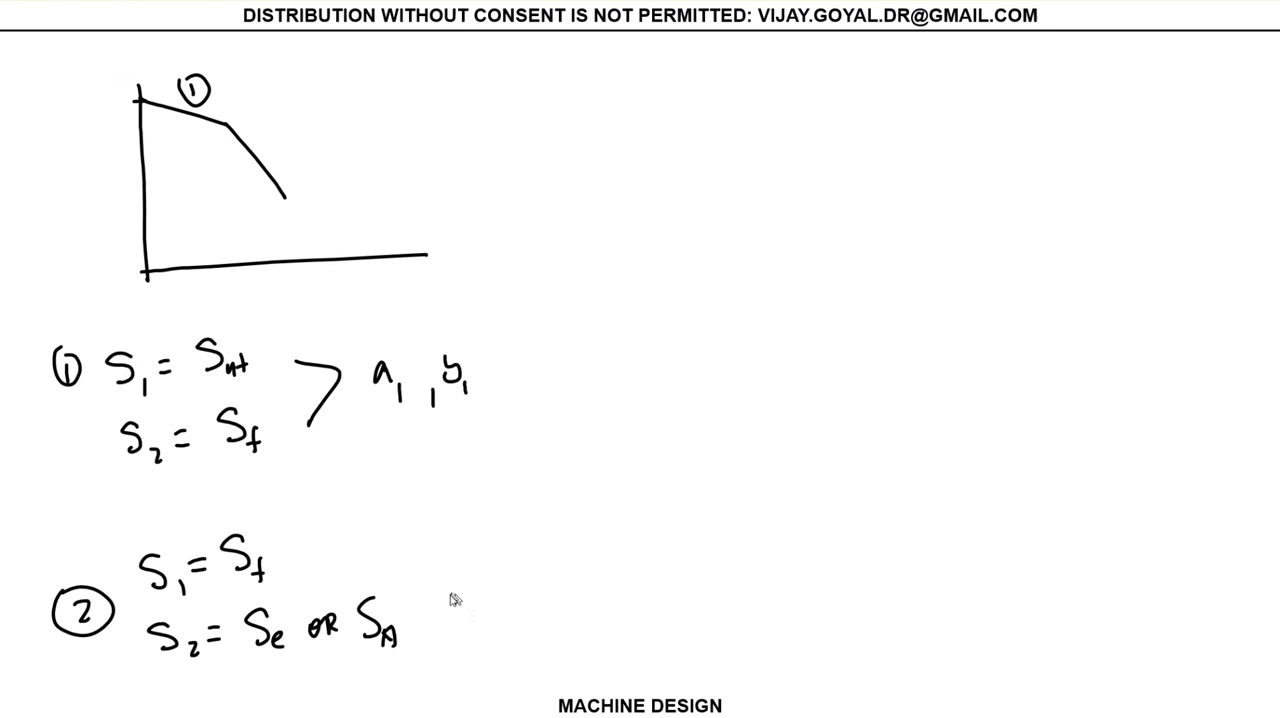 DISTRIBUTION WITHOUT CONSENT IS NOT PERMITTED: VIJAY.GOYAL.DR@GMAIL.COM
①
① S₁ = Sut > a₁, b₁
S₂ = Sf
S₁ = Sf
② S₂ = Se OR SA
MACHINE DESIGN